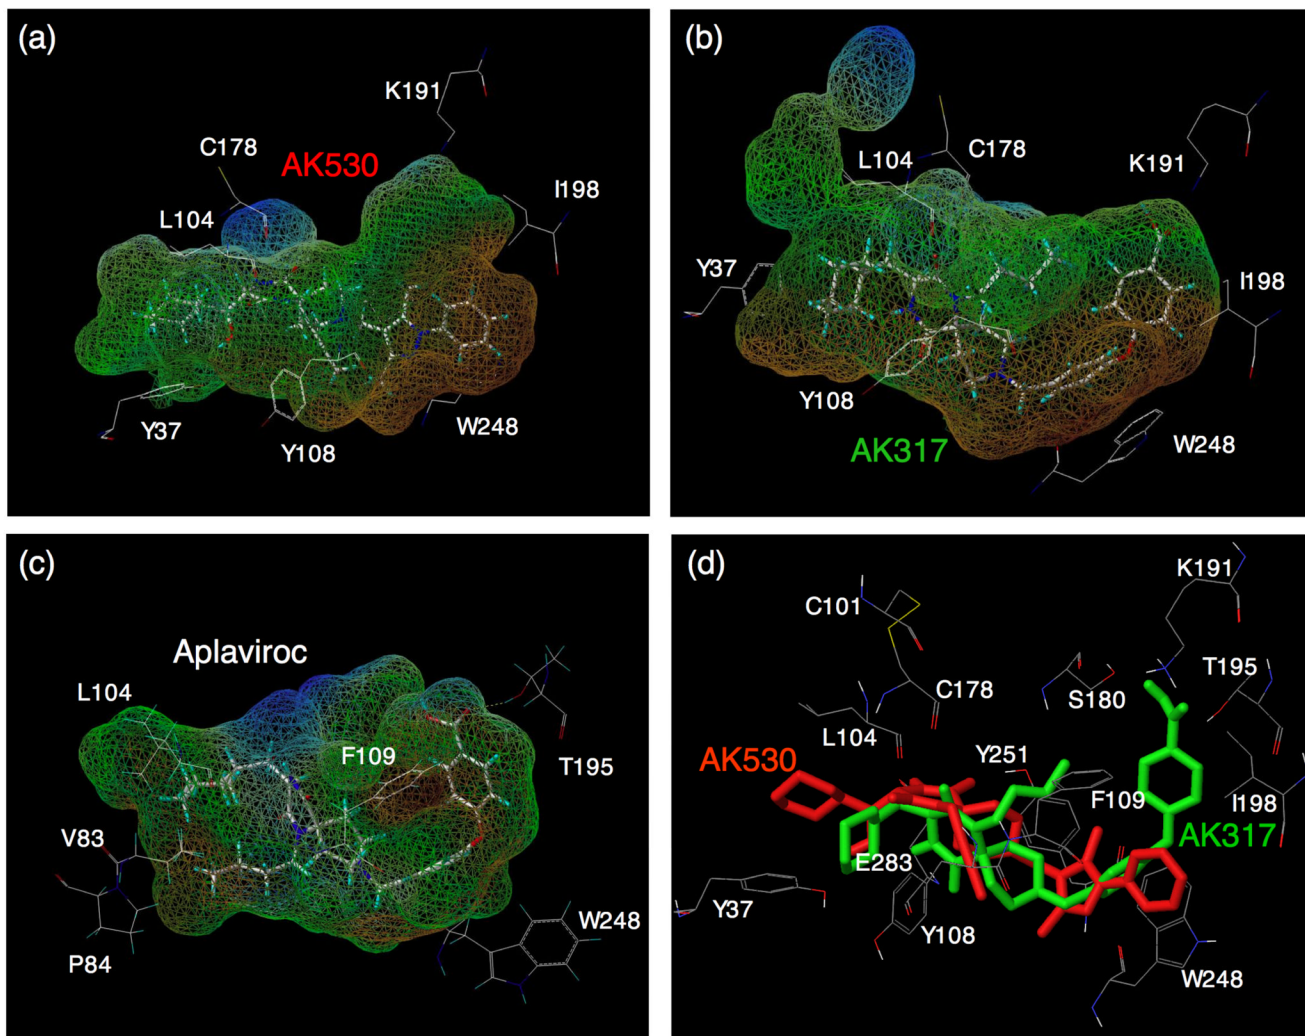 (a)
K191
C178
AK530
L104
I198
Y37
Y108
W248
(b)
L104
C178
K191
Y37
I198
Y108
AK317
W248
(c)
Aplaviroc
L104
F109
T195
V83
P84
W248
(d)
K191
C101
C178
S180
T195
L104
AK530
Y251
F109
I198
AK317
E283
Y37
Y108
W248